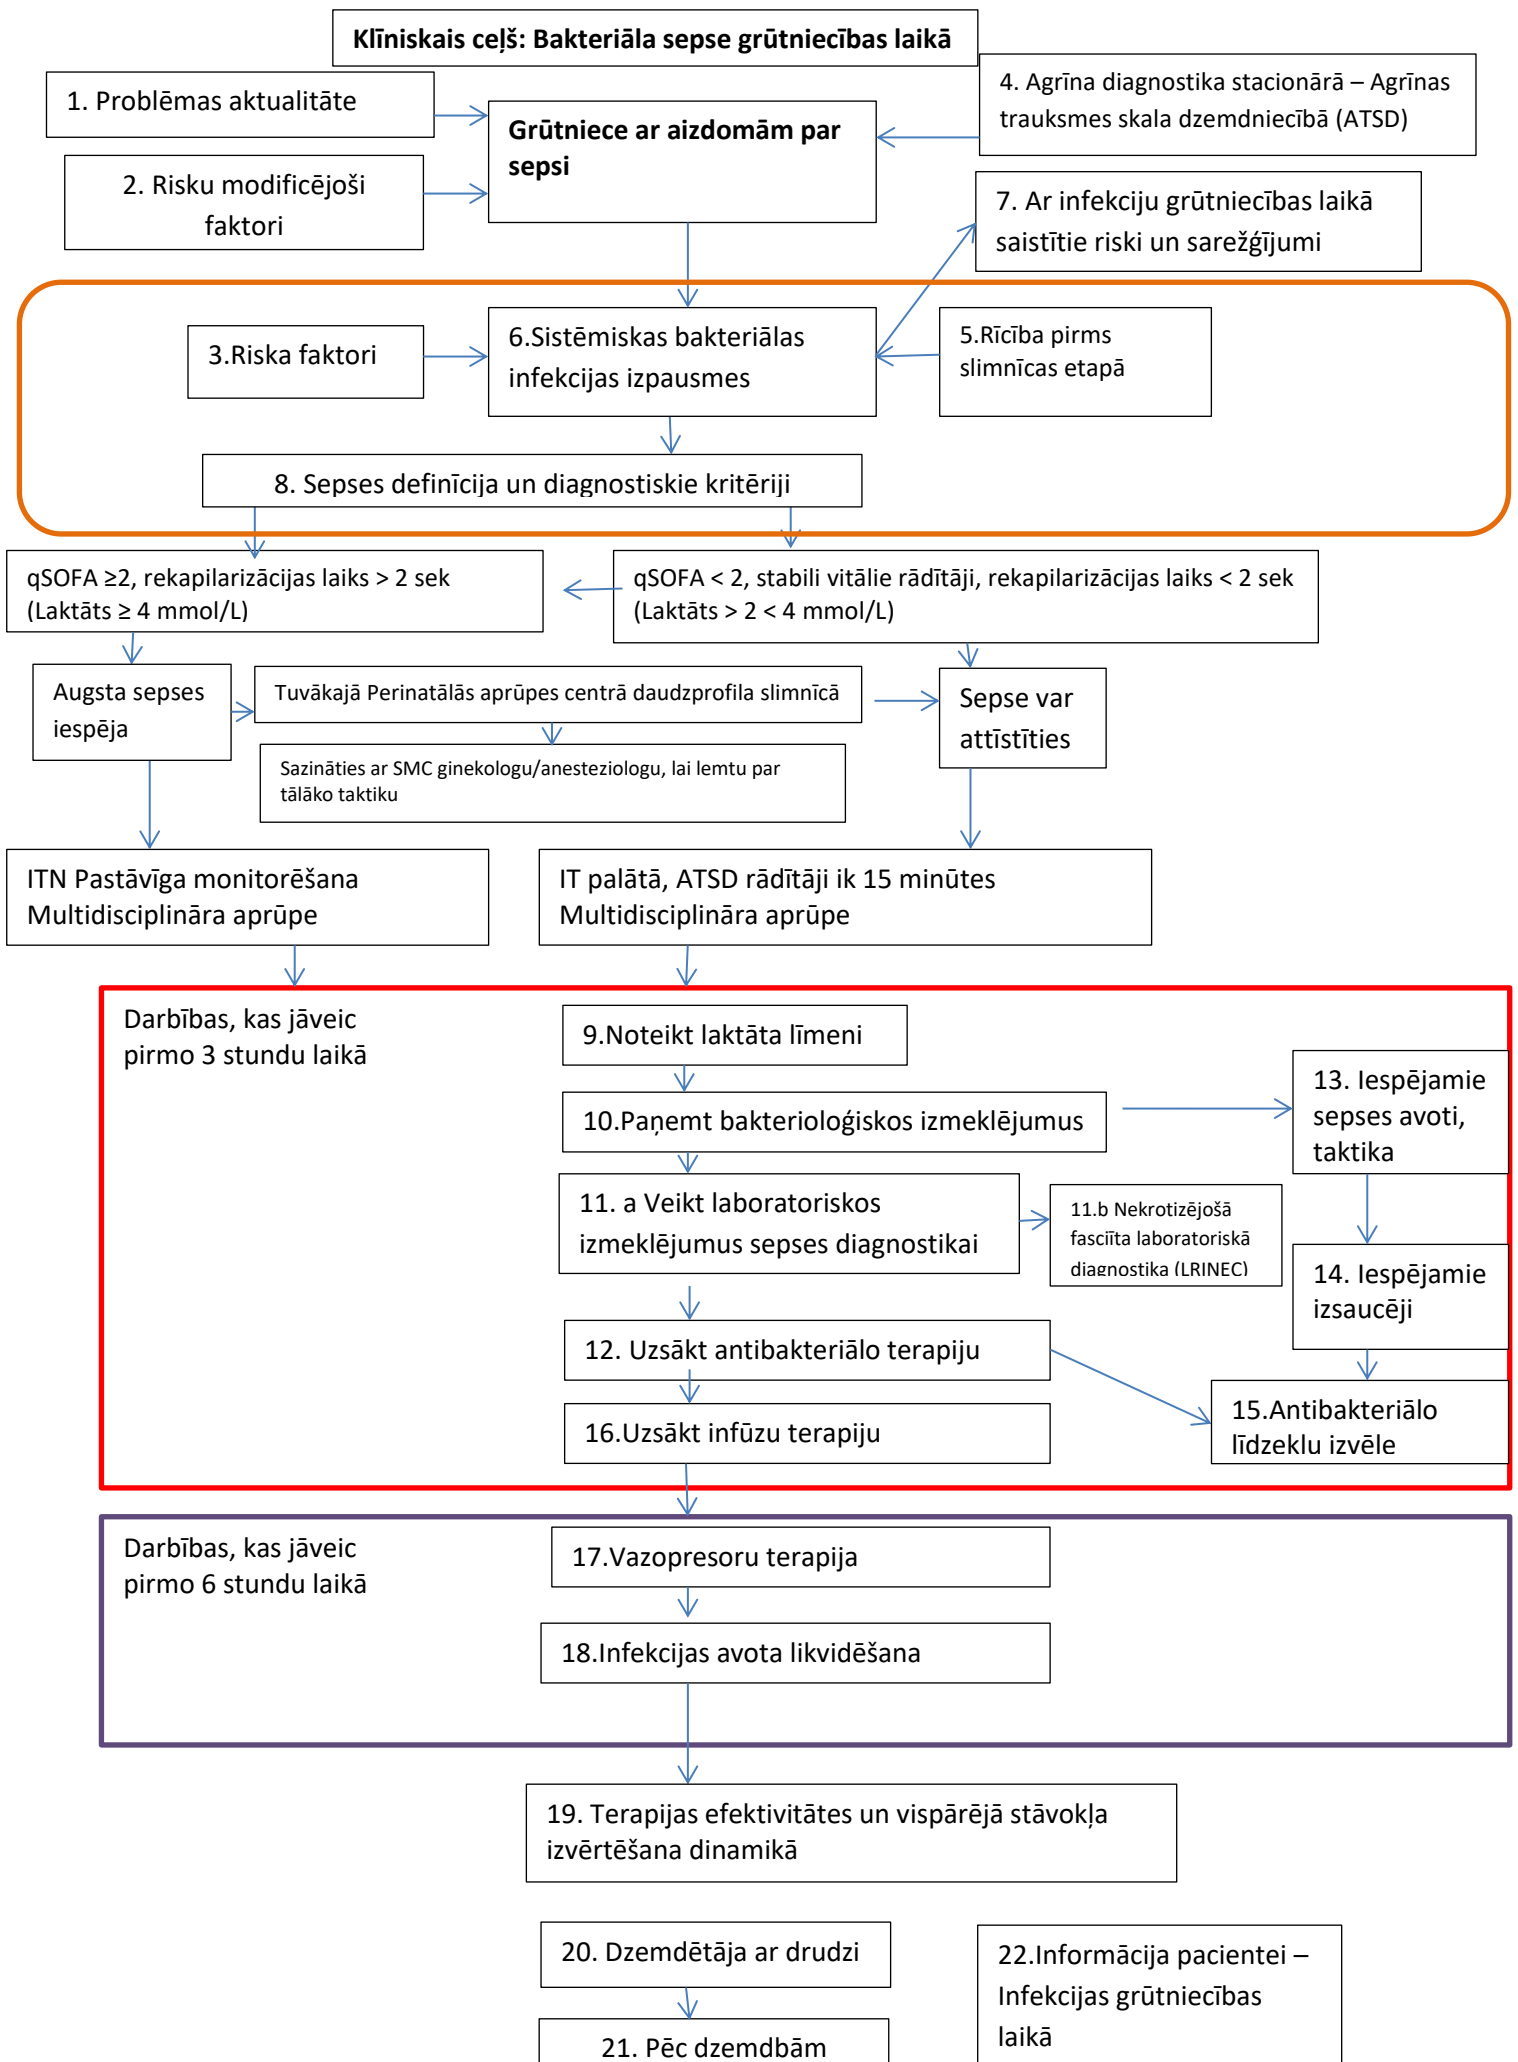 Klīniskais ceļš: Bakteriāla sepse grūtniecības laikā
1. Problēmas aktualitāte
Grūtniece ar aizdomām par
sepsi
4. Agrīna diagnostika stacionārā – Agrīnas
trauksmes skala dzemdniecībā (ATSD)
2. Risku modificējoši
faktori
7. Ar infekciju grūtniecības laikā
saistītie riski un sarežģījumi
3.Riska faktori
6.Sistēmiskas bakteriālas
infekcijas izpausmes
5.Rīcība pirms
slimnīcas etapā
8. Sepses definīcija un diagnostiskie kritēriji
qSOFA ≥2, rekapilarizācijas laiks > 2 sek
(Laktāts ≥ 4 mmol/L)
qSOFA < 2, stabili vitālie rādītāji, rekapilarizācijas laiks < 2 sek
(Laktāts > 2 < 4 mmol/L)
Augsta sepses
iespēja
Tuvākajā Perinatālās aprūpes centrā daudzprofila slimnīcā
Sepse var
attīstīties
Sazināties ar SMC ginekologu/anesteziologu, lai lemtu par
tālāko taktiku
ITN Pastāvīga monitorēšana
Multidisciplināra aprūpe
IT palātā, ATSD rādītāji ik 15 minūtes
Multidisciplināra aprūpe
Darbības, kas jāveic
pirmo 3 stundu laikā
9.Noteikt laktāta līmeni
10.Paņemt bakterioloģiskos izmeklējumus
13. Iespējamie
sepses avoti,
taktika
11. a Veikt laboratoriskos
izmeklējumus sepses diagnostikai
11.b Nekrotizējošā
fasciīta laboratoriskā
diagnostika (LRINEC)
14. Iespējamie
izsaucēji
12. Uzsākt antibakteriālo terapiju
15.Antibakteriālo
līdzekļu izvēle
16.Uzsākt infūzu terapiju
Darbības, kas jāveic
pirmo 6 stundu laikā
17.Vazopresoru terapija
18.Infekcijas avota likvidēšana
19. Terapijas efektivitātes un vispārējā stāvokļa
izvērtēšana dinamikā
20. Dzemdētāja ar drudzi
21. Pēc dzemdbām
22.Informācija pacientei –
Infekcijas grūtniecības
laikā